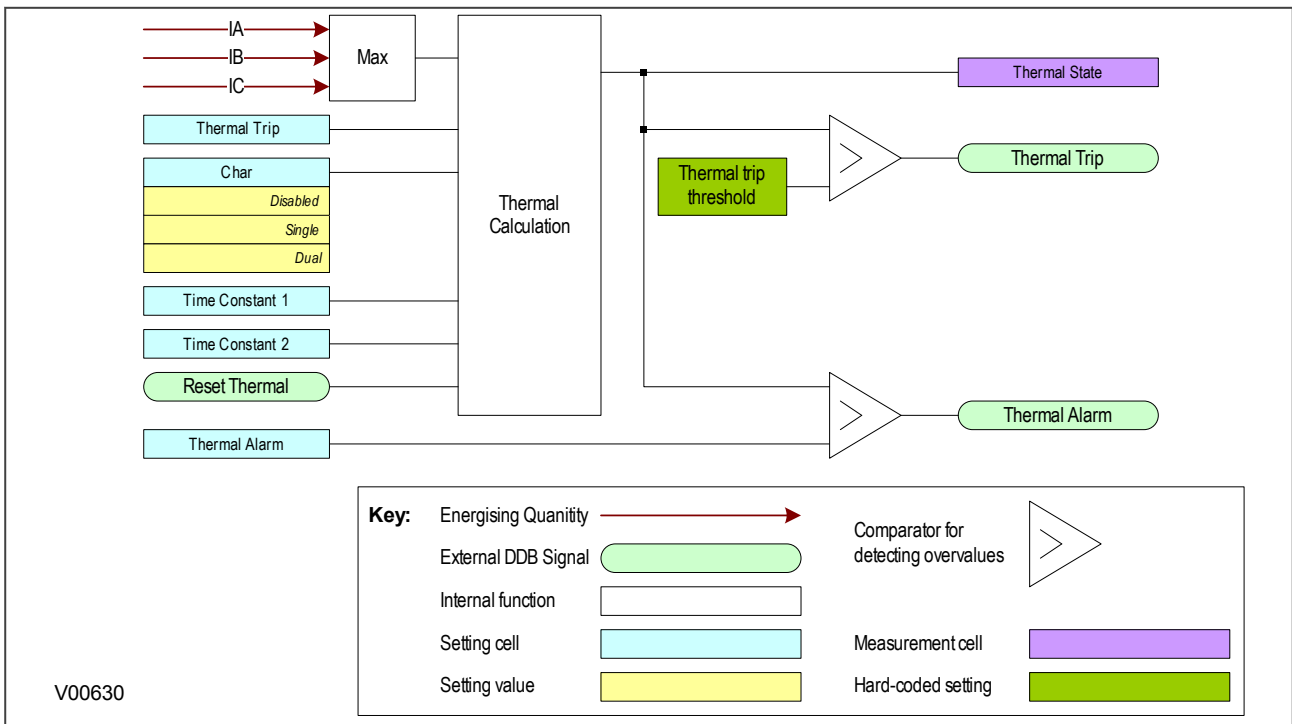 IA
IB
IC
Max
Thermal Calculation
Thermal State
Thermal Trip
Char
Disabled
Single
Dual
Thermal trip
threshold
Thermal Trip
Time Constant 1
Time Constant 2
Reset Thermal
Thermal Alarm
Thermal Alarm
Key:
Energising Quanitity
External DDB Signal
Internal function
Setting cell
Setting value
Comparator for
detecting overvalues
Measurement cell
Hard-coded setting
V00630